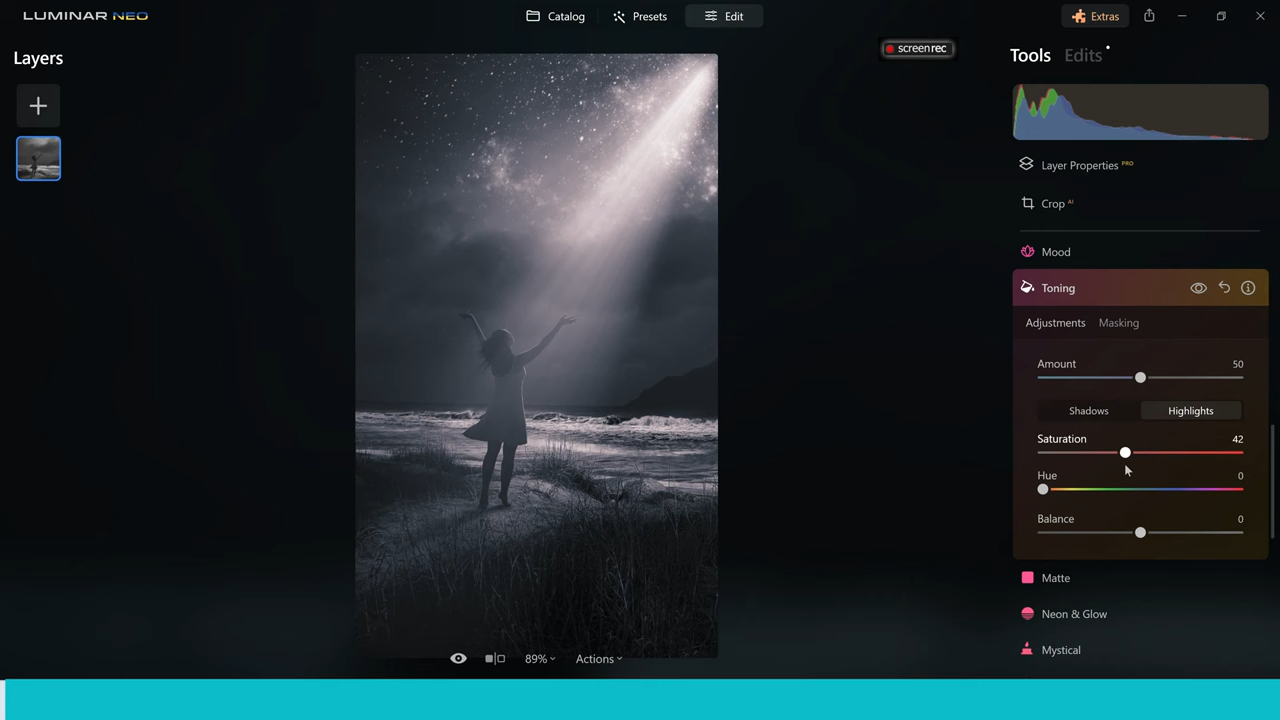 LUMINAR NEO
Catalog
Presets
Edit
Extras
Layers
screenrec
Tools
Edits
Layer Properties PRO
Crop AI
Mood
Toning
Adjustments
Masking
Amount
50
Shadows
Highlights
Saturation
42
Hue
0
Balance
0
Matte
Neon & Glow
Mystical
89%
Actions